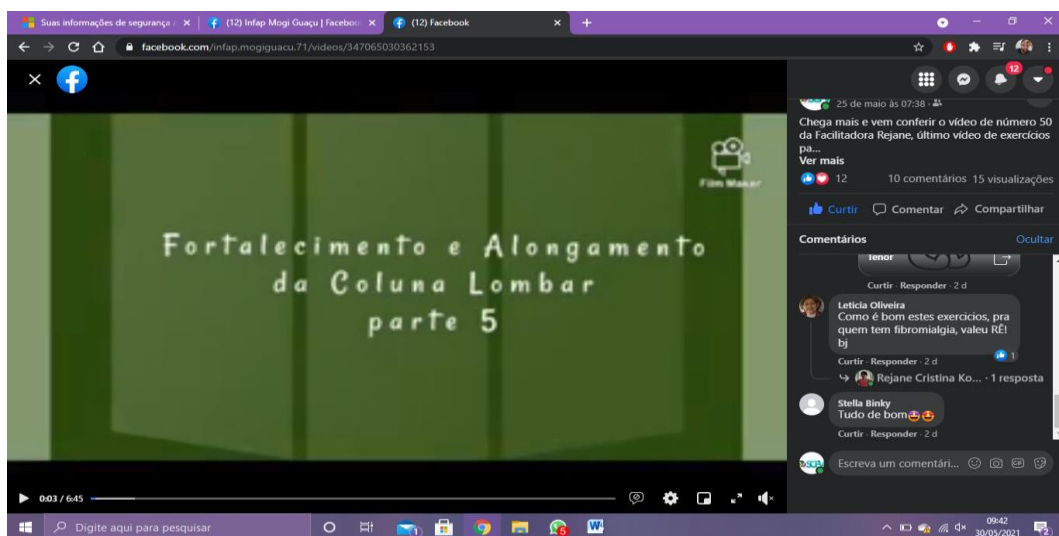 Suas informações de segurança
(12) Infap Mogi Guaçu | Faceboo
(12) Facebook
facebook.com/infap.mogiguacu.71/videos/347065030362153
12
25 de maio às 07:38
Chega mais e vem conferir o vídeo de número 50
da Facilitadora Rejane, último vídeo de exercícios
pa...
Ver mais
12 10 comentários 15 visualizações
Curtir Comentar Compartilhar
Comentários Ocultar
Tenor
Curtir · Responder · 2 d
Leticia Oliveira
Como é bom estes exercicios, pra
quem tem fibromialgia, valeu RÊ!
bj
1
Curtir · Responder · 2 d
Rejane Cristina Ko... · 1 resposta
Stella Binky
Tudo de bom🤩🤩
Curtir · Responder · 2 d
Escreva um comentári...
GIF
Film Maker
Fortalecimento e Alongamento
da Coluna Lombar
parte 5
0:03 / 6:45
Digite aqui para pesquisar
09:42
30/05/2021